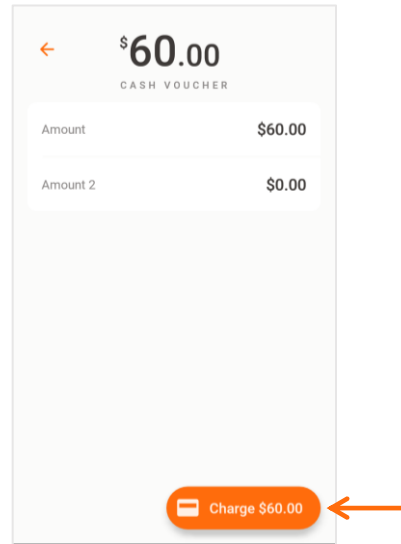 $60.00
CASH VOUCHER
Amount $60.00
Amount 2 $0.00
Charge $60.00